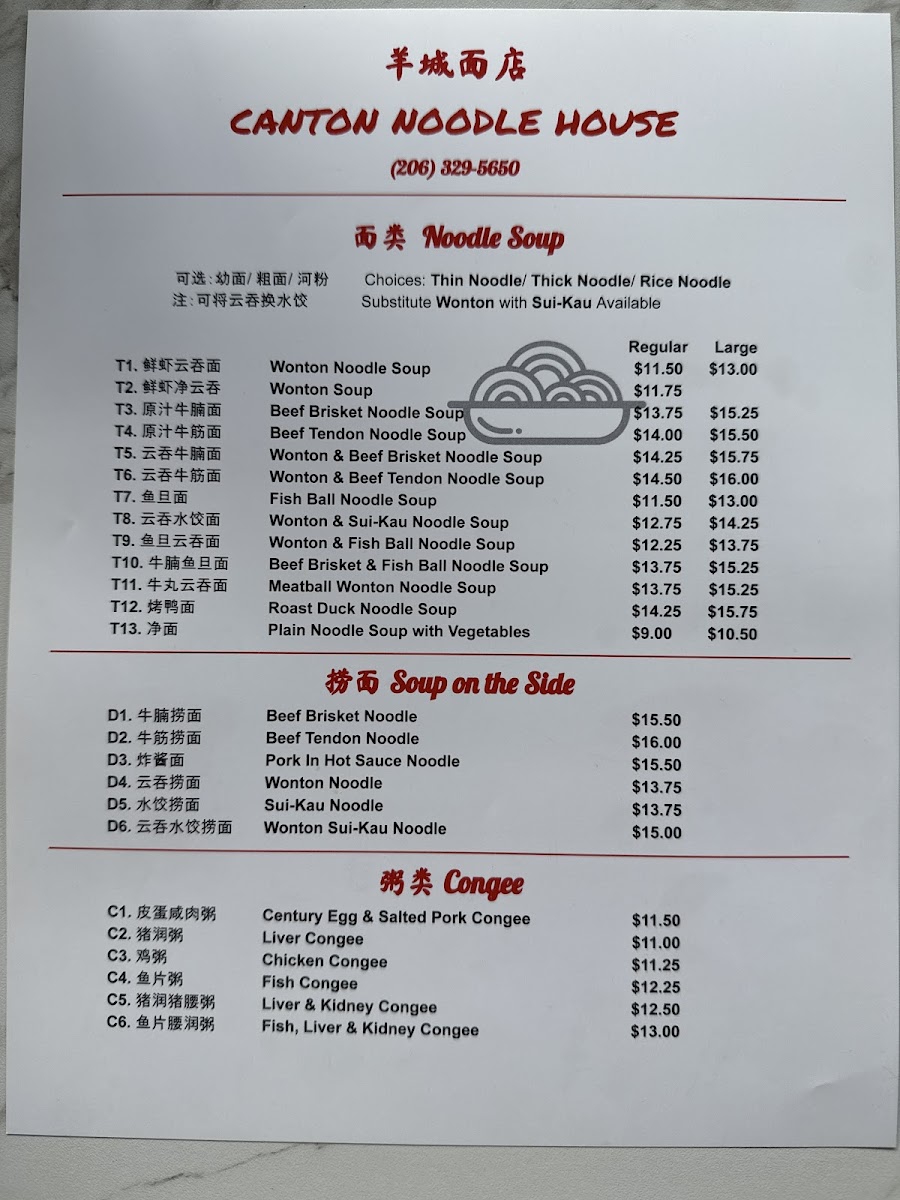 羊城面店
CANTON NOODLE HOUSE
(206) 329-5650
面类 Noodle Soup
可选:幼面/ 粗面/ 河粉 Choices: Thin Noodle/ Thick Noodle/ Rice Noodle
注:可将云吞换水饺 Substitute Wonton with Sui-Kau Available
Regular Large
T1. 鲜虾云吞面 Wonton Noodle Soup $11.50 $13.00
T2. 鲜虾净云吞 Wonton Soup $11.75
T3. 原汁牛腩面 Beef Brisket Noodle Soup $13.75 $15.25
T4. 原汁牛筋面 Beef Tendon Noodle Soup $14.00 $15.50
T5. 云吞牛腩面 Wonton & Beef Brisket Noodle Soup $14.25 $15.75
T6. 云吞牛筋面 Wonton & Beef Tendon Noodle Soup $14.50 $16.00
T7. 鱼旦面 Fish Ball Noodle Soup $11.50 $13.00
T8. 云吞水饺面 Wonton & Sui-Kau Noodle Soup $12.75 $14.25
T9. 鱼旦云吞面 Wonton & Fish Ball Noodle Soup $12.25 $13.75
T10. 牛腩鱼旦面 Beef Brisket & Fish Ball Noodle Soup $13.75 $15.25
T11. 牛丸云吞面 Meatball Wonton Noodle Soup $13.75 $15.25
T12. 烤鸭面 Roast Duck Noodle Soup $14.25 $15.75
T13. 净面 Plain Noodle Soup with Vegetables $9.00 $10.50
捞面 Soup on the Side
D1. 牛腩捞面 Beef Brisket Noodle $15.50
D2. 牛筋捞面 Beef Tendon Noodle $16.00
D3. 炸酱面 Pork In Hot Sauce Noodle $15.50
D4. 云吞捞面 Wonton Noodle $13.75
D5. 水饺捞面 Sui-Kau Noodle $13.75
D6. 云吞水饺捞面 Wonton Sui-Kau Noodle $15.00
粥类 Congee
C1. 皮蛋咸肉粥 Century Egg & Salted Pork Congee $11.50
C2. 猪润粥 Liver Congee $11.00
C3. 鸡粥 Chicken Congee $11.25
C4. 鱼片粥 Fish Congee $12.25
C5. 猪润猪腰粥 Liver & Kidney Congee $12.50
C6. 鱼片腰润粥 Fish, Liver & Kidney Congee $13.00